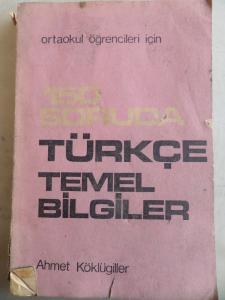 ortaokul öğrencileri için
150
SORUDA
TÜRKÇE
TEMEL
BİLGİLER
Ahmet Köklügiller